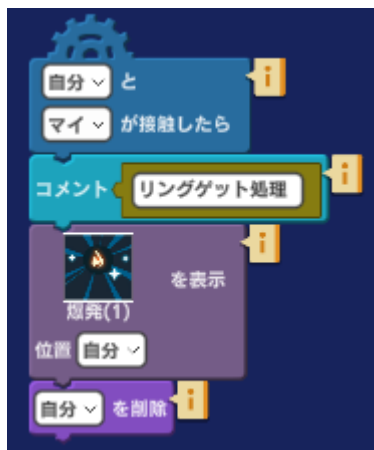 自分 と
マイ が接触したら
コメント リングゲット処理
を表示
爆発(1)
位置 自分
自分 を削除